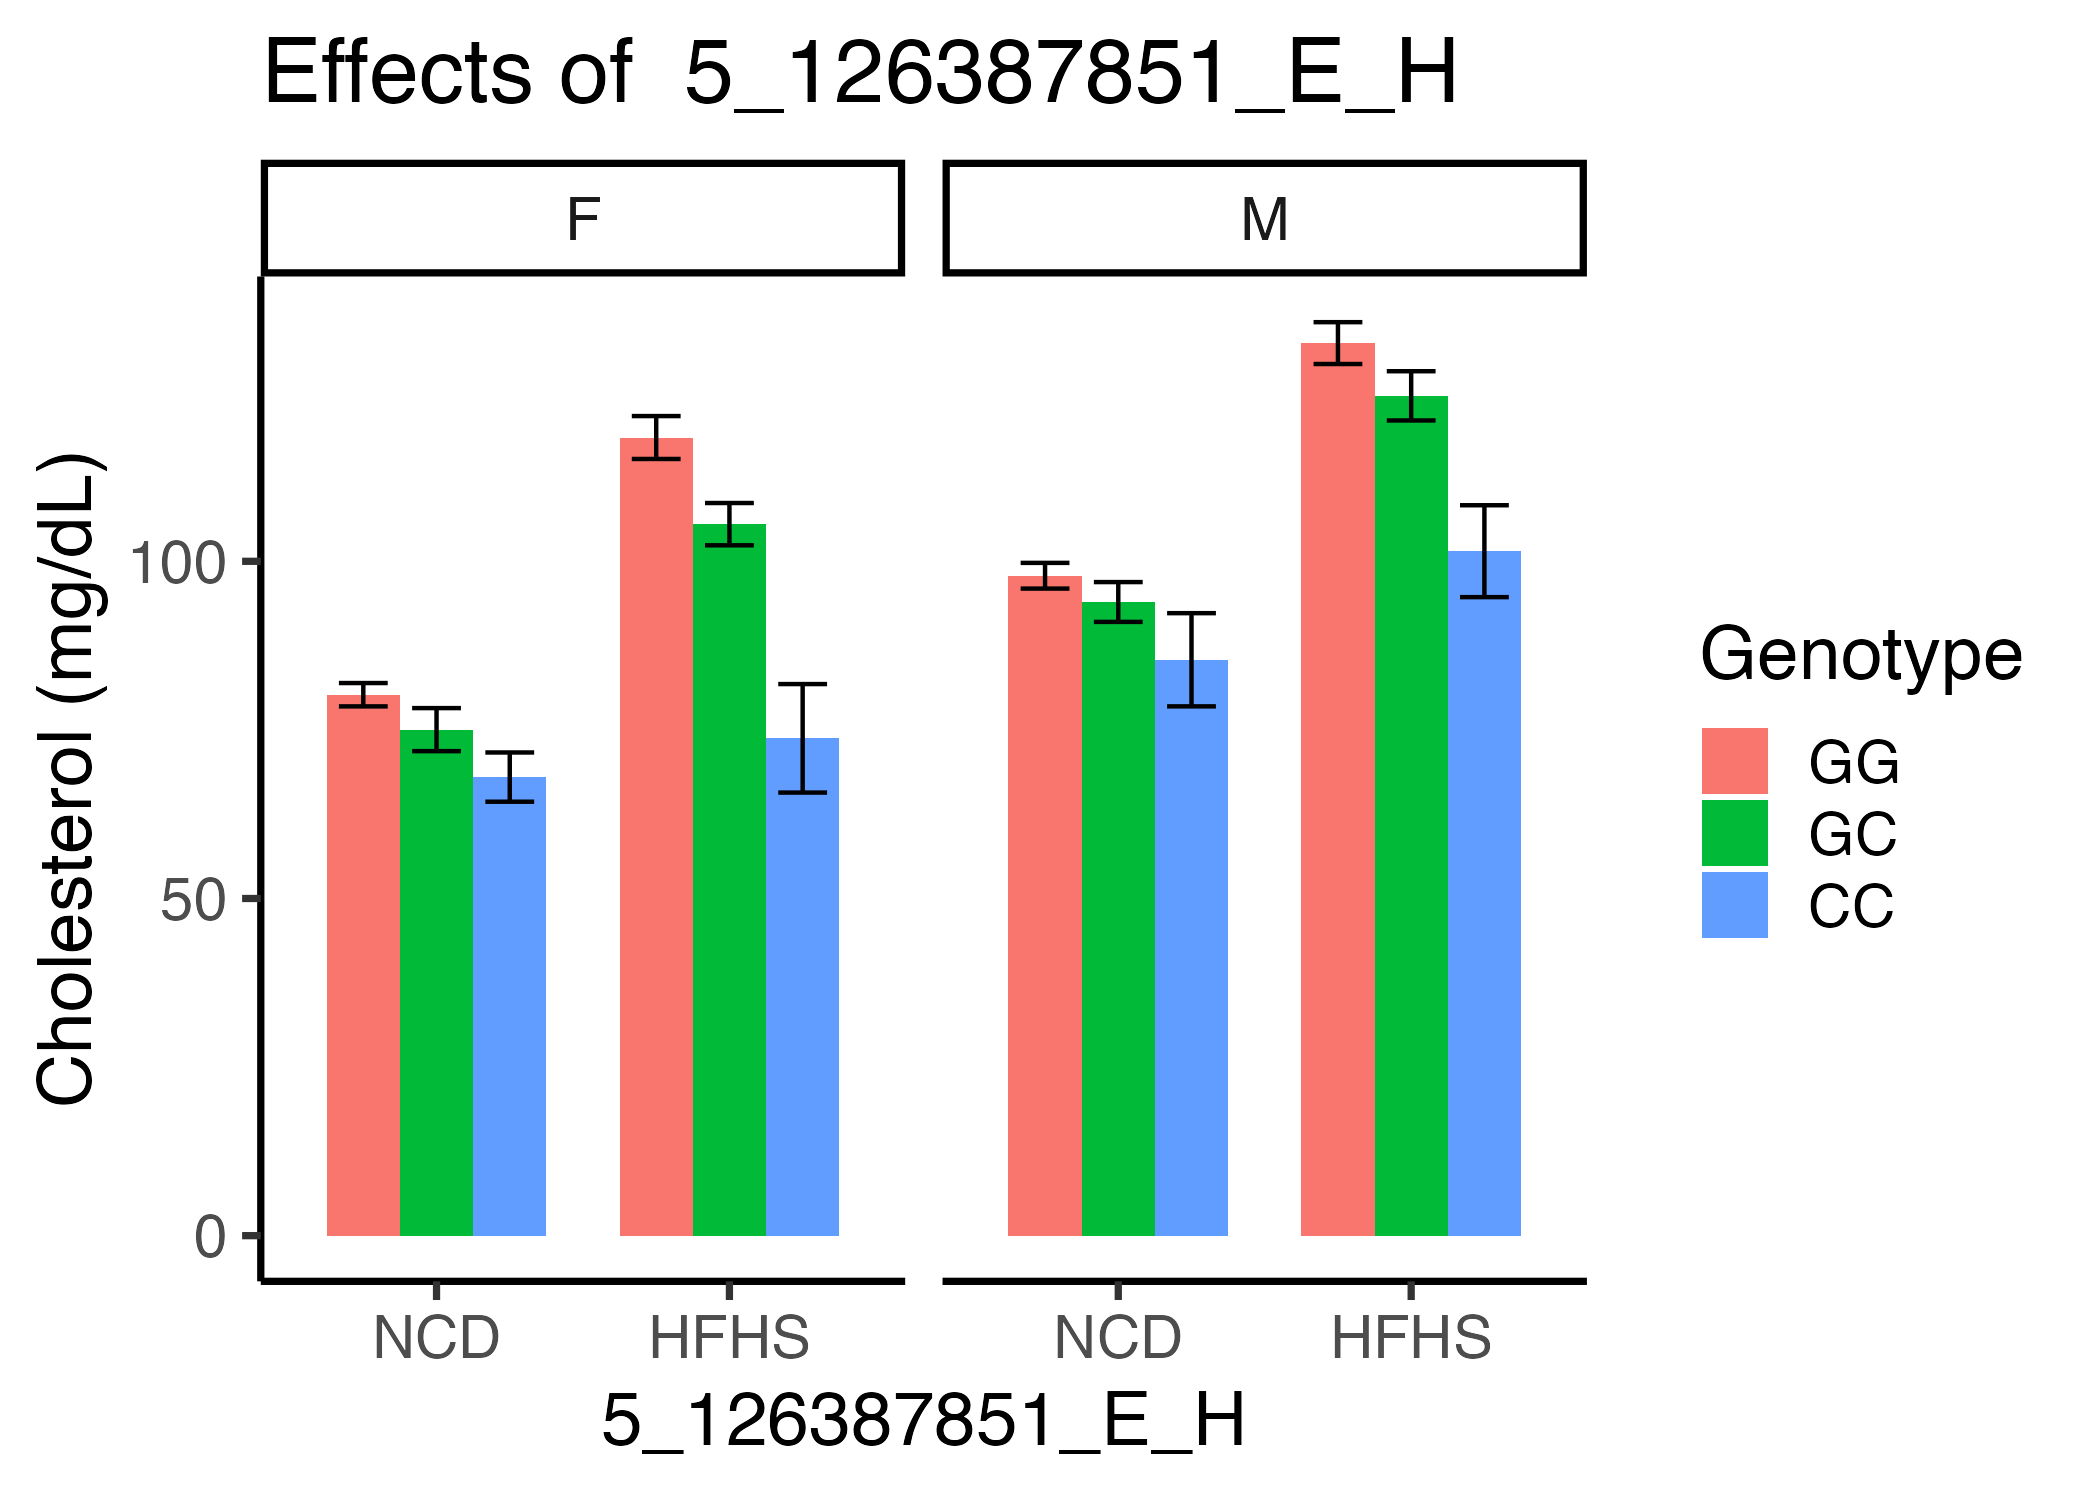 Effects of  5_126387851_E_H
F
M
Cholesterol (mg/dL)
100
50
0
NCD
HFHS
NCD
HFHS
5_126387851_E_H
Genotype
GG
GC
CC